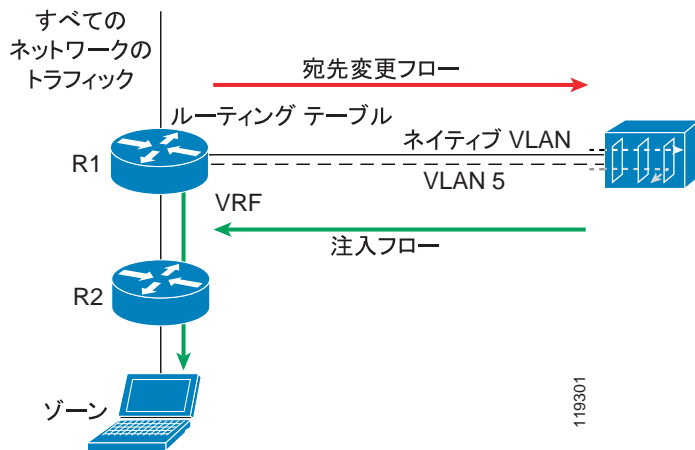 すべての
ネットワークの
トラフィック
宛先変更フロー
ルーティング テーブル
ネイティブ VLAN
R1
VLAN 5
VRF
注入フロー
R2
ゾーン
119301